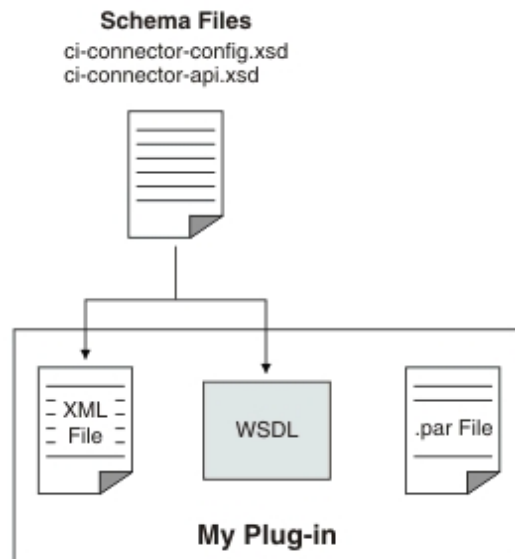 Schema Files
ci-connector-config.xsd
ci-connector-api.xsd
XML
File
WSDL
.par File
My Plug-in